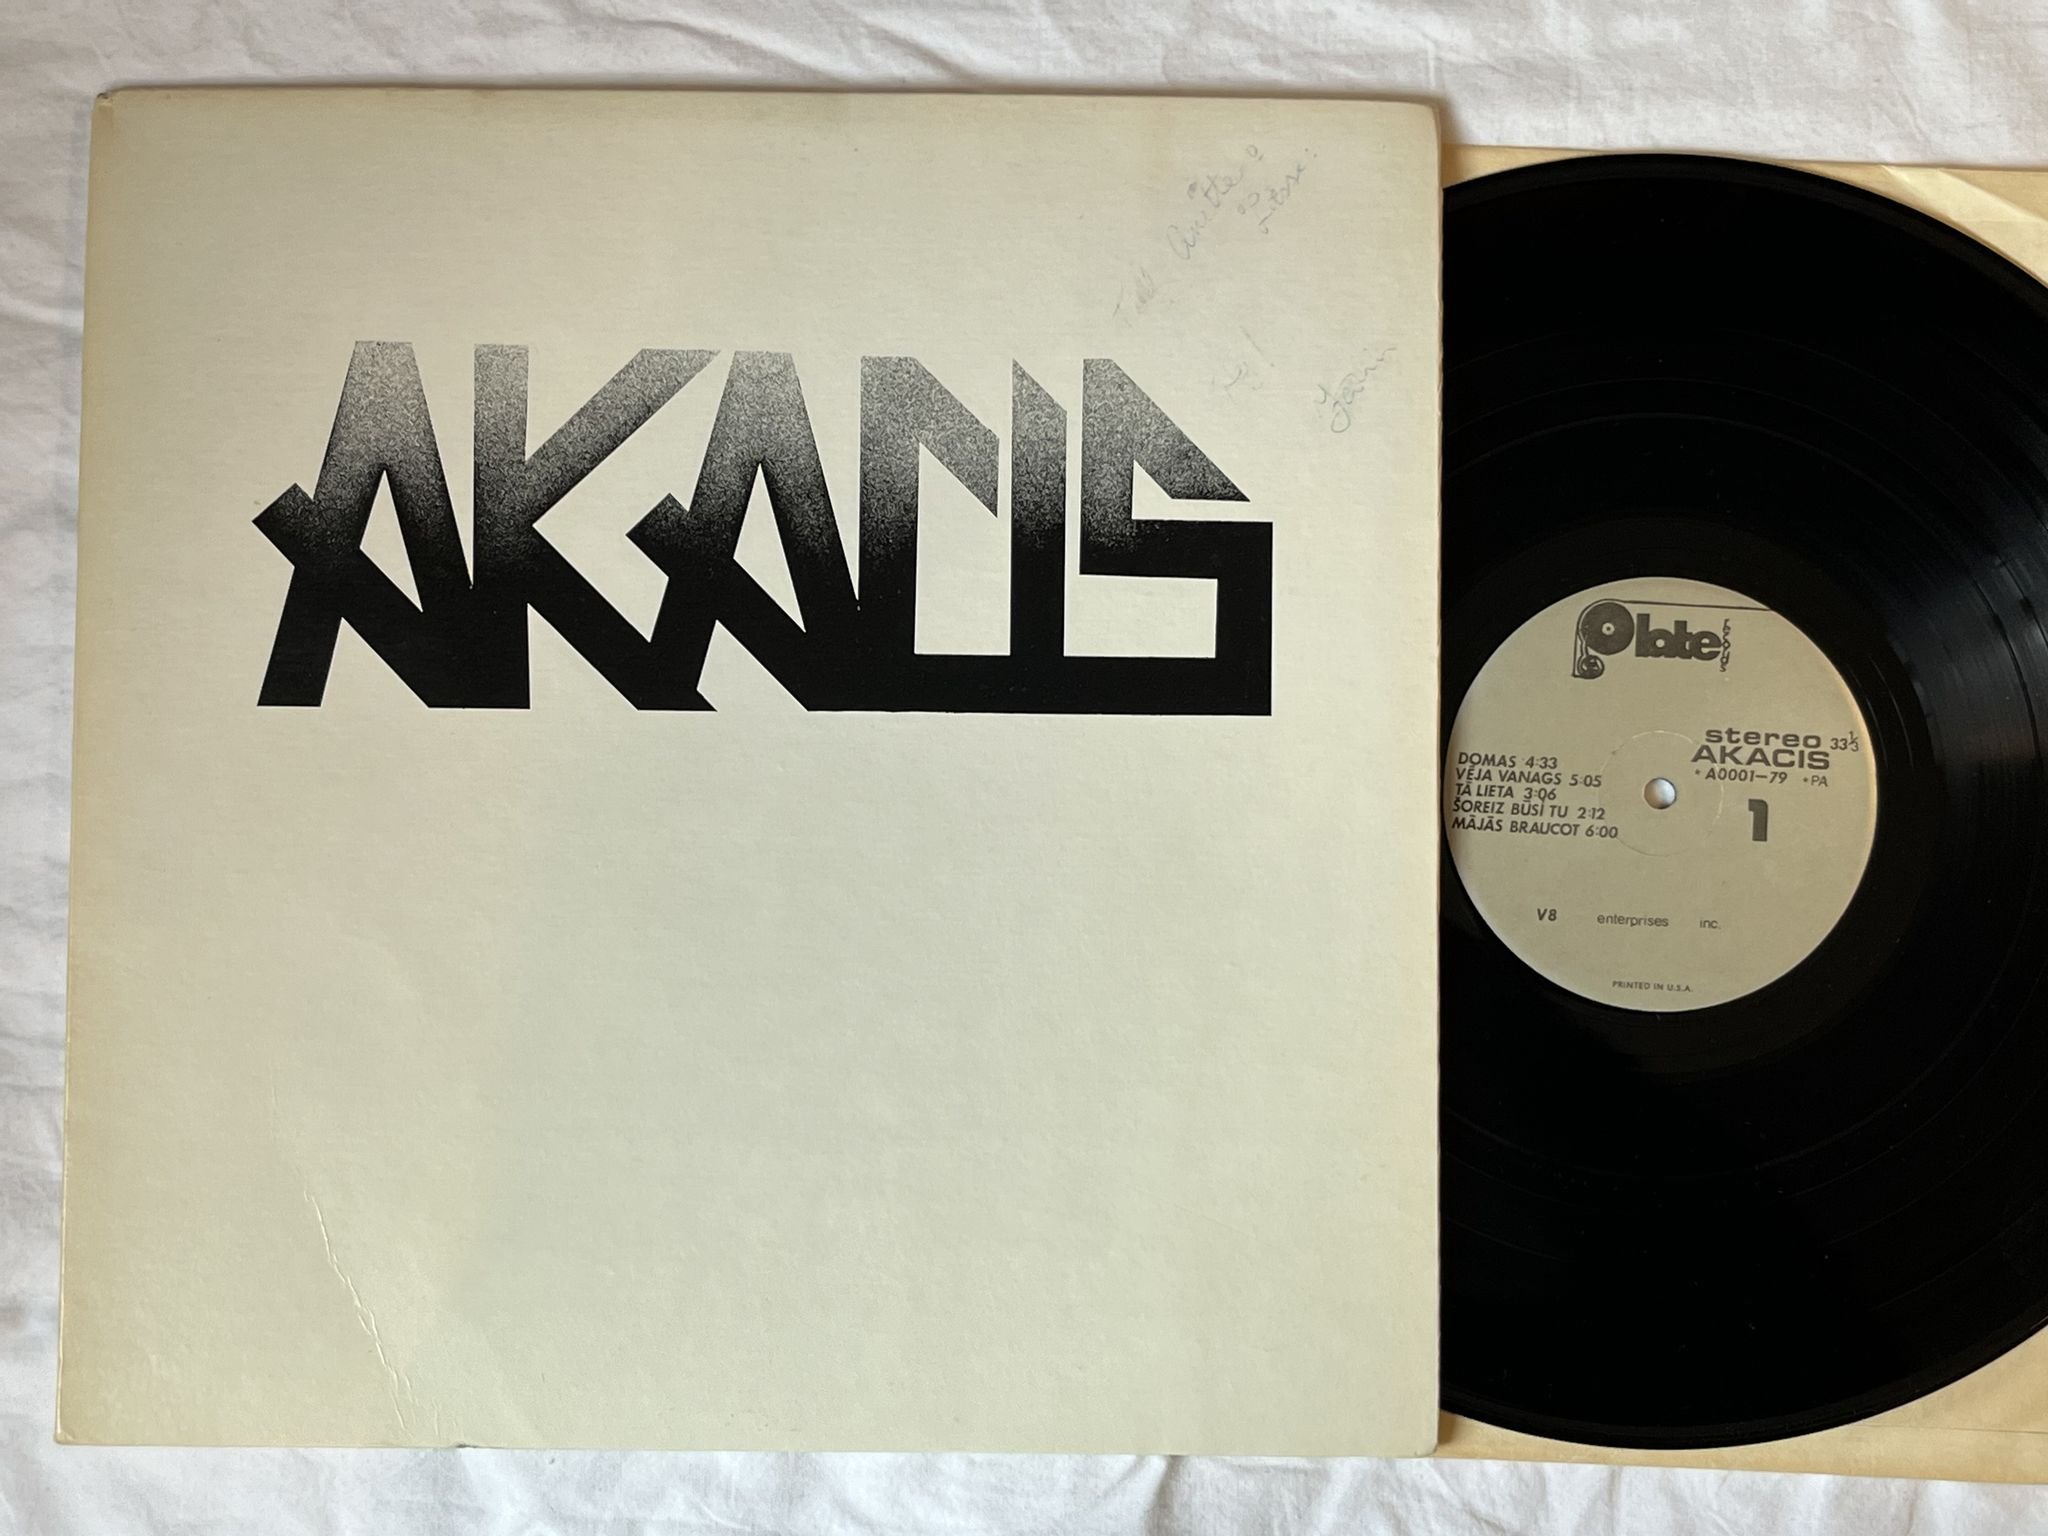 AKACIS
Plate
records
stereo 33⅓
AKACIS
* A0001-79 *PA
1
DOMAS 4:33
VĒJA VANAGS 5:05
TĀ LIETA 3:06
ŠOREIZ BŪSI TU 2:12
MĀJĀS BRAUCOT 6:00
V8 enterprises inc.
PRINTED IN U.S.A.